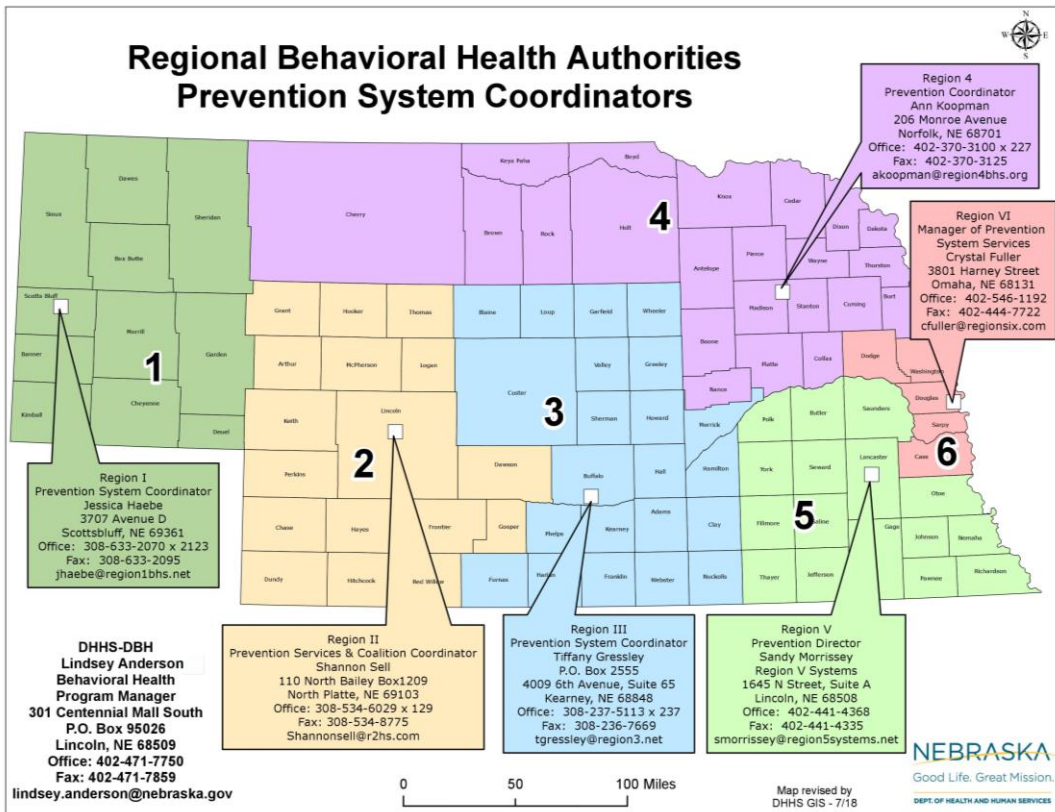 Regional Behavioral Health Authorities
Prevention System Coordinators
N
W
E
S
Region 4
Prevention Coordinator
Ann Koopman
206 Monroe Avenue
Norfolk, NE 68701
Office: 402-370-3100 x 227
Fax: 402-370-3125
akoopman@region4bhs.org
Region VI
Manager of Prevention
System Services
Crystal Fuller
3801 Harney Street
Omaha, NE 68131
Office: 402-546-1192
Fax: 402-444-7722
cfuller@regionsix.com
1
Sioux
Dawes
Sheridan
Box Butte
Scotts Bluff
Morrill
Garden
Banner
Cheyenne
Kimball
Deuel
4
Cherry
Keya Paha
Boyd
Brown
Rock
Holt
Knox
Cedar
Dixon
Dakota
Antelope
Pierce
Wayne
Thurston
Madison
Stanton
Cuming
Burt
Boone
Platte
Colfax
Nance
2
Grant
Hooker
Thomas
Arthur
McPherson
Logan
Keith
Lincoln
Perkins
Dawson
Chase
Hayes
Frontier
Gosper
Dundy
Hitchcock
Red Willow
3
Blaine
Loup
Garfield
Wheeler
Custer
Valley
Greeley
Sherman
Howard
Merrick
Buffalo
Hall
Hamilton
Phelps
Kearney
Adams
Clay
Furnas
Harlan
Franklin
Webster
Nuckolls
5
Polk
Butler
Saunders
York
Seward
Lancaster
Otoe
Fillmore
Saline
Gage
Johnson
Nemaha
Thayer
Jefferson
Pawnee
Richardson
6
Dodge
Washington
Douglas
Sarpy
Cass
Region I
Prevention System Coordinator
Jessica Haebe
3707 Avenue D
Scottsbluff, NE 69361
Office: 308-633-2070 x 2123
Fax: 308-633-2095
jhaebe@region1bhs.net
Region II
Prevention Services & Coalition Coordinator
Shannon Sell
110 North Bailey Box1209
North Platte, NE 69103
Office: 308-534-6029 x 129
Fax: 308-534-8775
Shannonsell@r2hs.com
Region III
Prevention System Coordinator
Tiffany Gressley
P.O. Box 2555
4009 6th Avenue, Suite 65
Kearney, NE 68848
Office: 308-237-5113 x 237
Fax: 308-236-7669
tgressley@region3.net
Region V
Prevention Director
Sandy Morrissey
Region V Systems
1645 N Street, Suite A
Lincoln, NE 68508
Office: 402-441-4368
Fax: 402-441-4335
smorrissey@region5systems.net
DHHS-DBH
Lindsey Anderson
Behavioral Health
Program Manager
301 Centennial Mall South
P.O. Box 95026
Lincoln, NE 68509
Office: 402-471-7750
Fax: 402-471-7859
lindsey.anderson@nebraska.gov
0 50 100 Miles
Map revised by
DHHS GIS - 7/18
NEBRASKA
Good Life. Great Mission.
DEPT. OF HEALTH AND HUMAN SERVICES